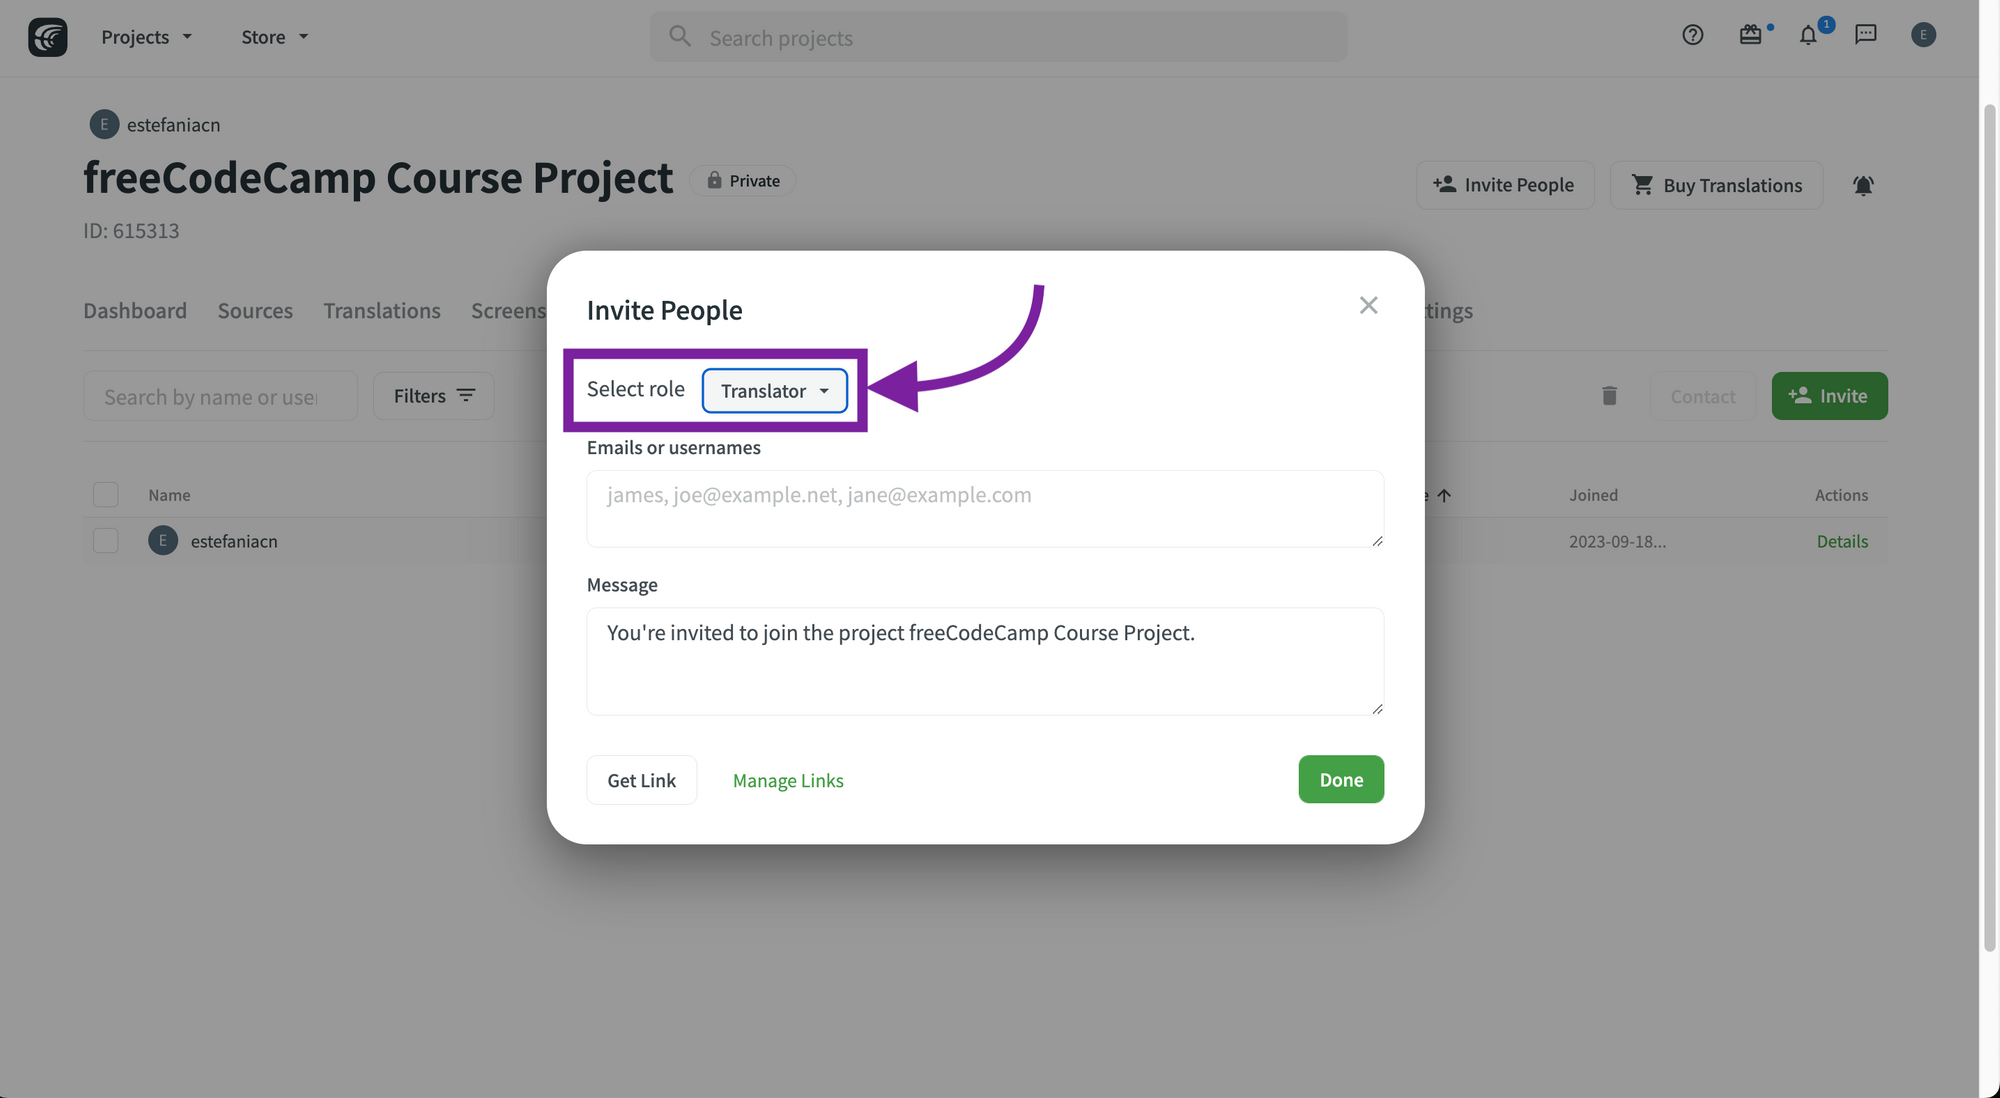 Projects Store Search projects 1 E
E estefaniacn
freeCodeCamp Course Project Private Invite People Buy Translations
ID: 615313
Dashboard Sources Translations Screens tings
Invite People
Select role Translator
Search by name or use Filters Contact Invite
Emails or usernames
james, joe@example.net, jane@example.com
Name Joined Actions
E estefaniacn 2023-09-18... Details
Message
You're invited to join the project freeCodeCamp Course Project.
Get Link Manage Links Done